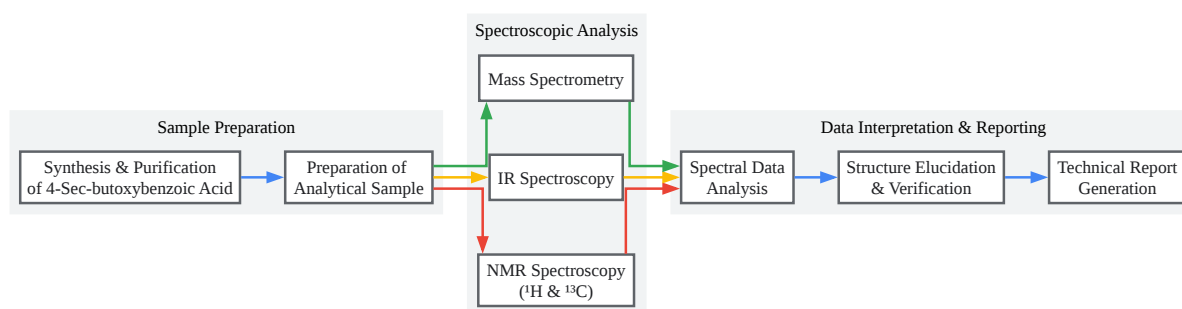 Sample Preparation
Synthesis & Purification
of 4-Sec-butoxybenzoic Acid
Preparation of
Analytical Sample
Spectroscopic Analysis
Mass Spectrometry
IR Spectroscopy
NMR Spectroscopy
(¹H & ¹³C)
Data Interpretation & Reporting
Spectral Data
Analysis
Structure Elucidation
& Verification
Technical Report
Generation